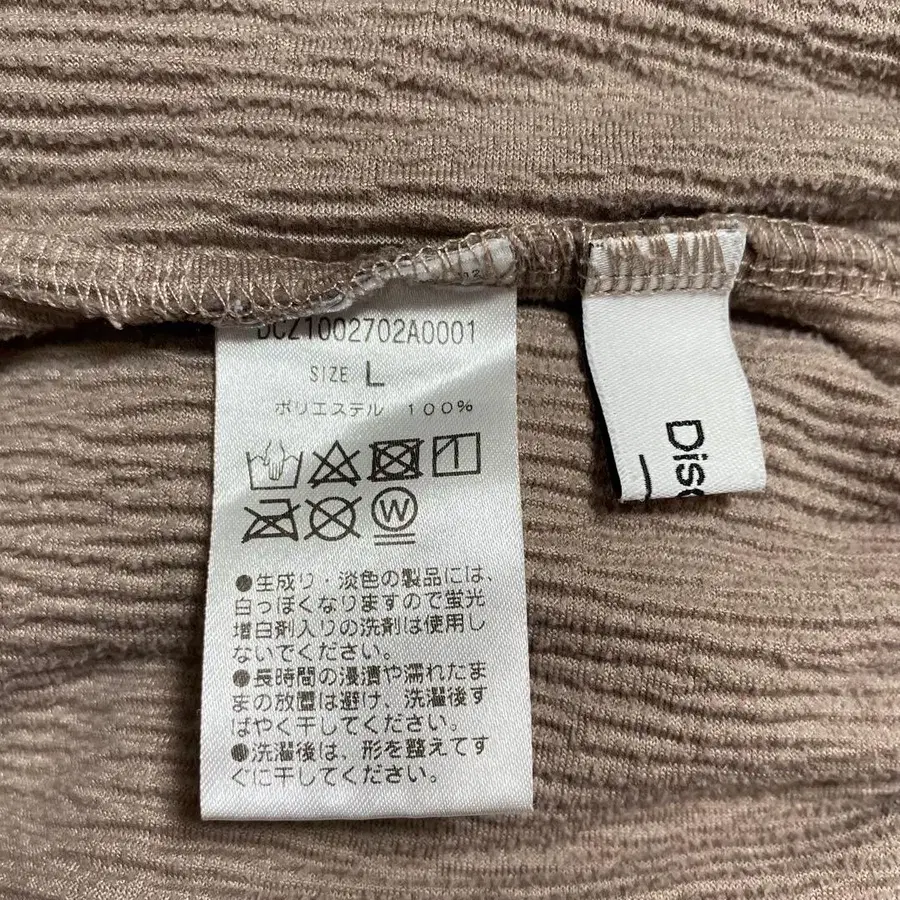 DCZ1002702A0001
SIZE L
ポリエステル 100%
W
●生成り・淡色の製品には、
白っぽくなりますので蛍光
増白剤入りの洗剤は使用し
ないでください。
●長時間の浸漬や濡れたま
まの放置は避け、洗濯後す
ばやく干してください。
●洗濯後は、形を整えてす
ぐに干してください。
Disc